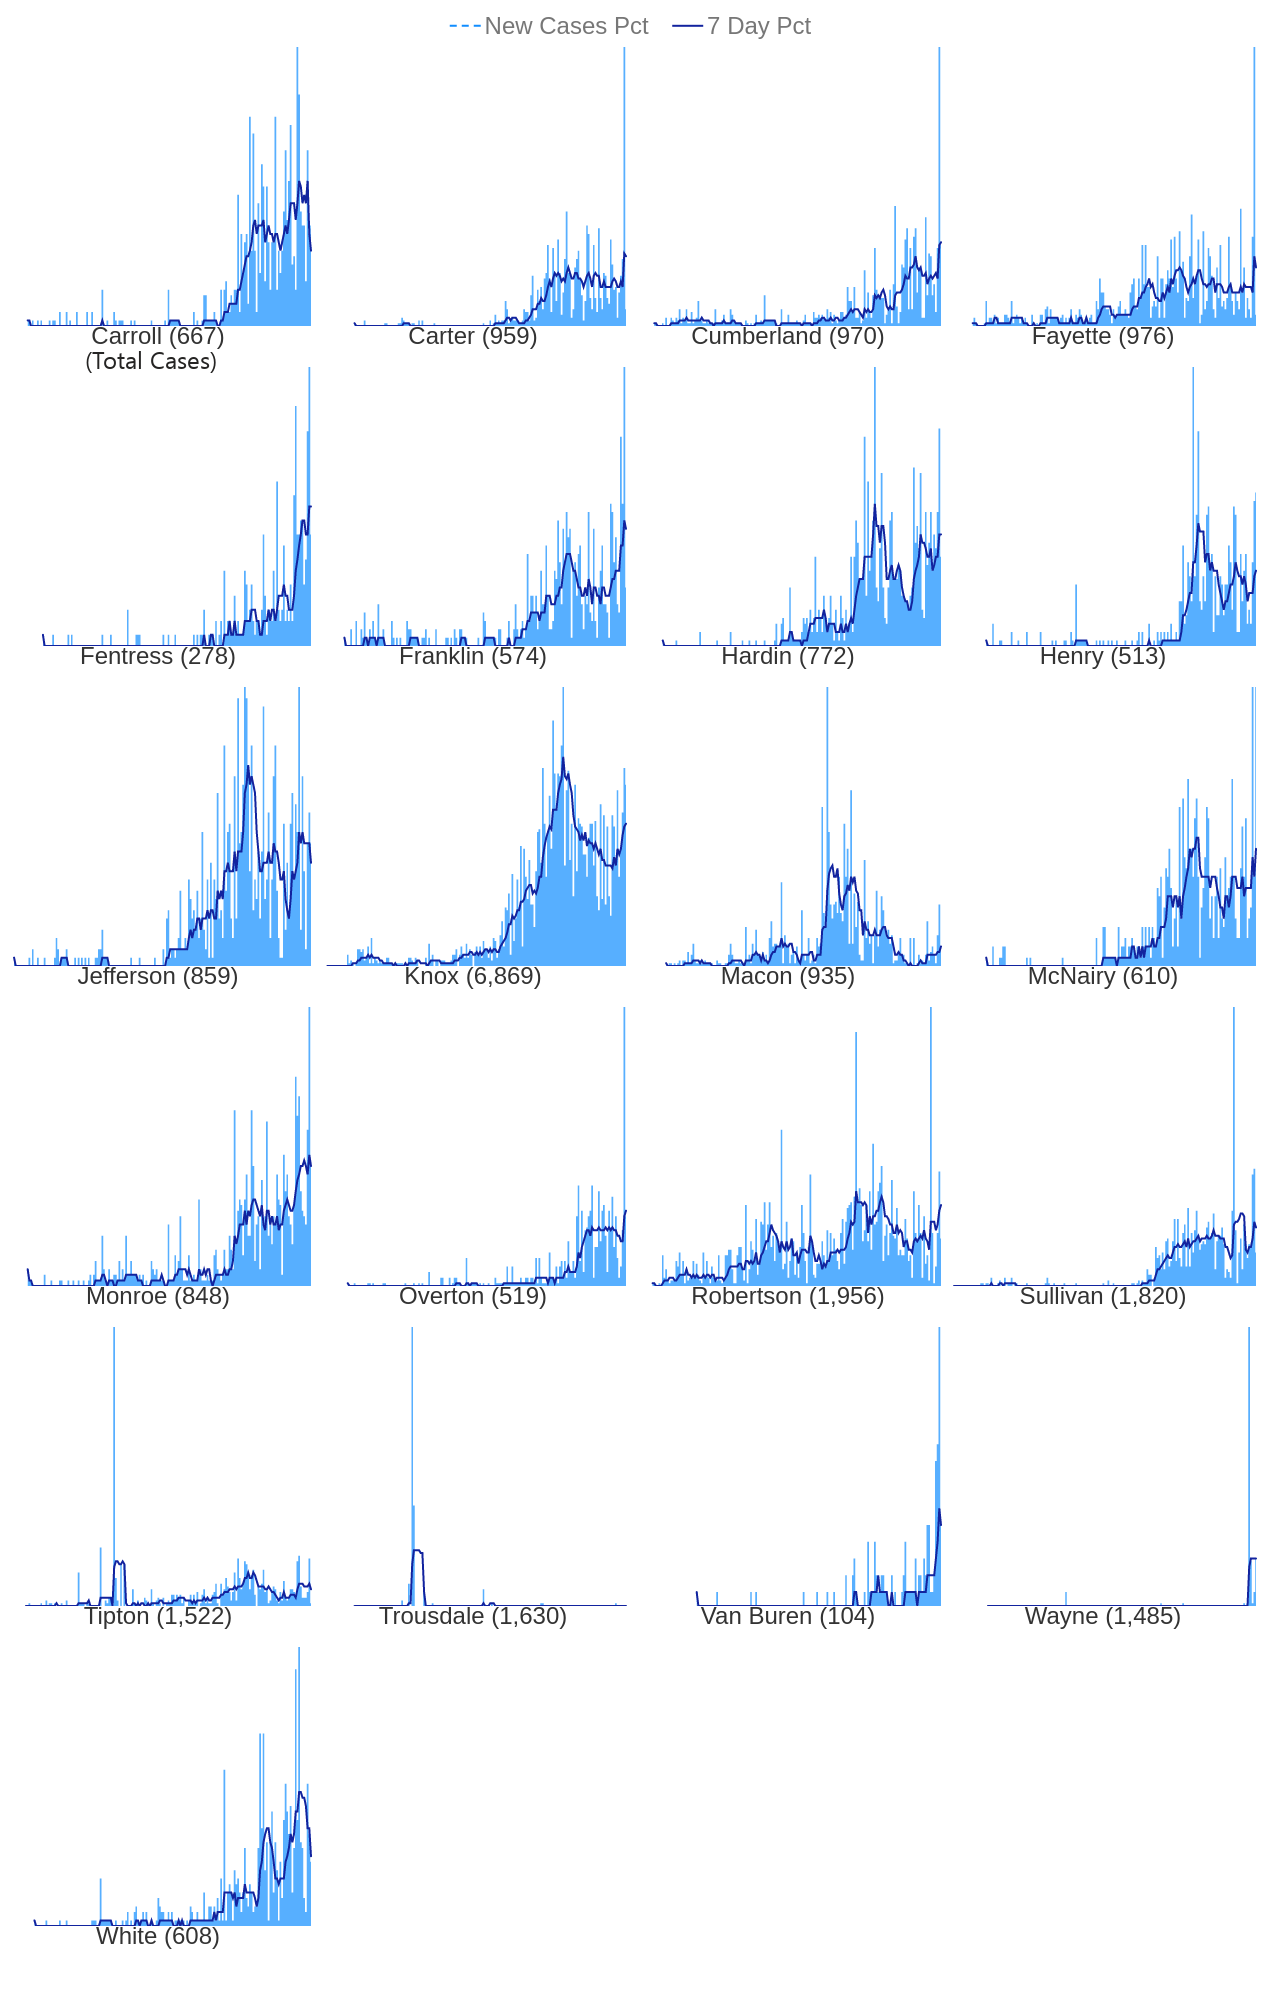 New Cases Pct 7 Day Pct
Carroll (667) Carter (959) Cumberland (970) Fayette (976)
(Total Cases)
Fentress (278) Franklin (574) Hardin (772) Henry (513)
Jefferson (859) Knox (6,869) Macon (935) McNairy (610)
Monroe (848) Overton (519) Robertson (1,956) Sullivan (1,820)
Tipton (1,522) Trousdale (1,630) Van Buren (104) Wayne (1,485)
White (608)